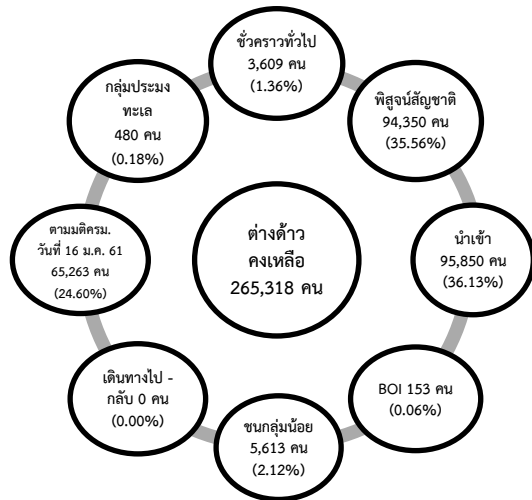 ชั่วคราวทั่วไป
3,609 คน
(1.36%)
พิสูจน์สัญชาติ
94,350 คน
(35.56%)
นำเข้า
95,850 คน
(36.13%)
BOI 153 คน
(0.06%)
ชนกลุ่มน้อย
5,613 คน
(2.12%)
เดินทางไป -
กลับ 0 คน
(0.00%)
ตามมติครม.
วันที่ 16 ม.ค. 61
65,263 คน
(24.60%)
กลุ่มประมง
ทะเล
480 คน
(0.18%)
ต่างด้าว
คงเหลือ
265,318 คน